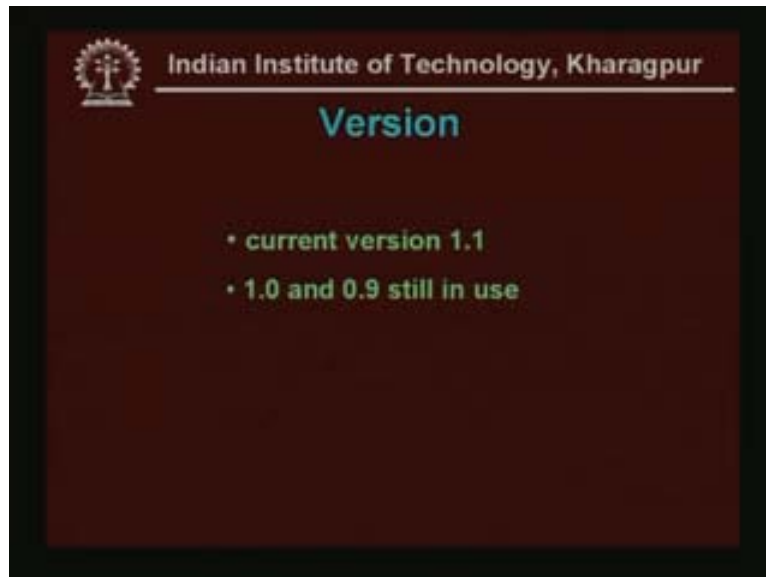 Indian Institute of Technology, Kharagpur
Version
• current version 1.1
• 1.0 and 0.9 still in use